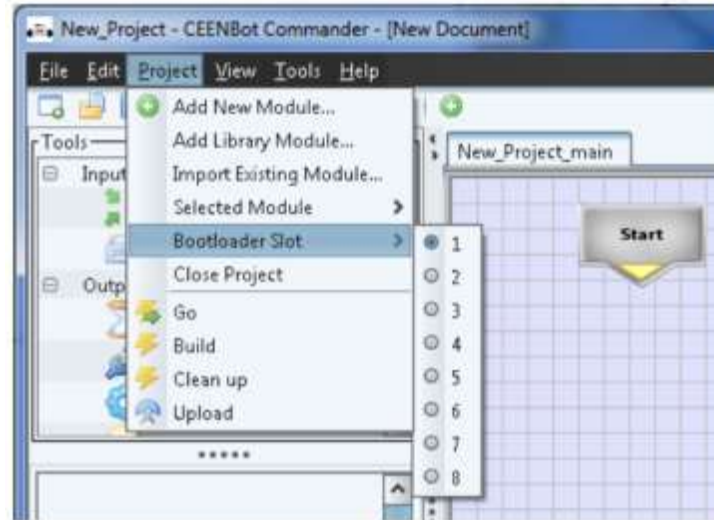 New_Project - CEENBot Commander - [New Document]
File Edit Project View Tools Help
Tools
Input
Outp
Add New Module...
Add Library Module...
Import Existing Module...
Selected Module
Bootloader Slot
Close Project
Go
Build
Clean up
Upload
1
2
3
4
5
6
7
8
New_Project_main
Start